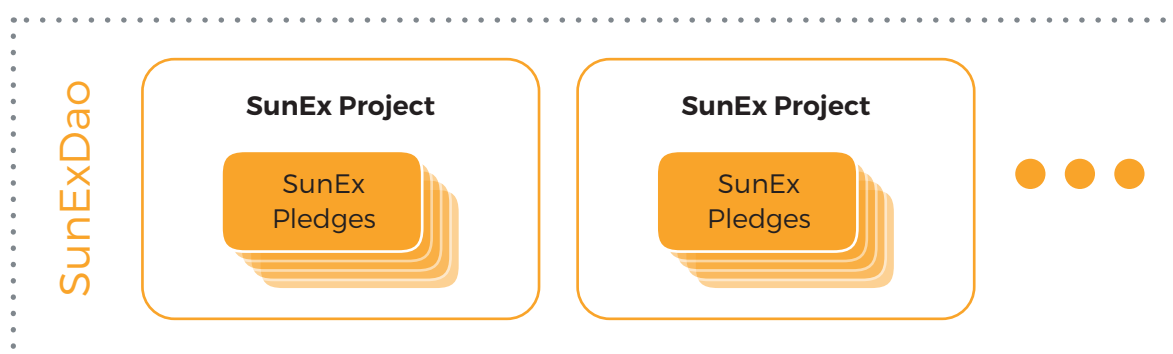 SunExDao
SunEx Project
SunEx
Pledges
SunEx Project
SunEx
Pledges